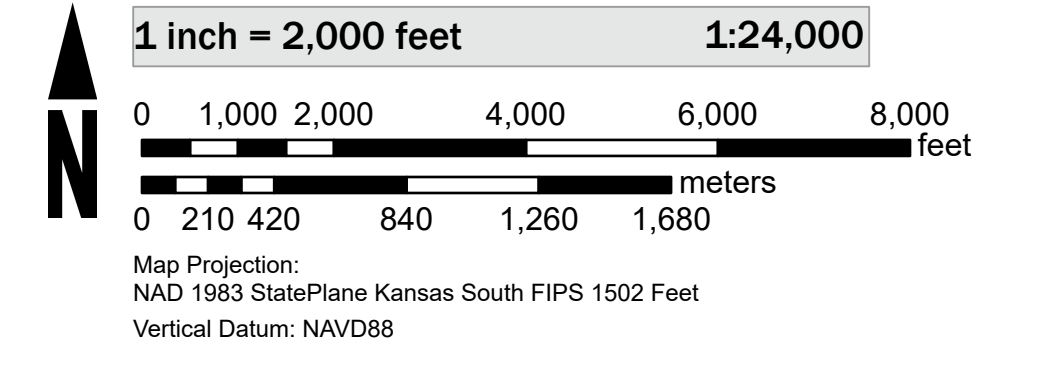 1 inch = 2,000 feet 1:24,000
0 1,000 2,000 4,000 6,000 8,000
feet
N
meters
0 210 420 840 1,260 1,680
Map Projection:
NAD 1983 StatePlane Kansas South FIPS 1502 Feet
Vertical Datum: NAVD88